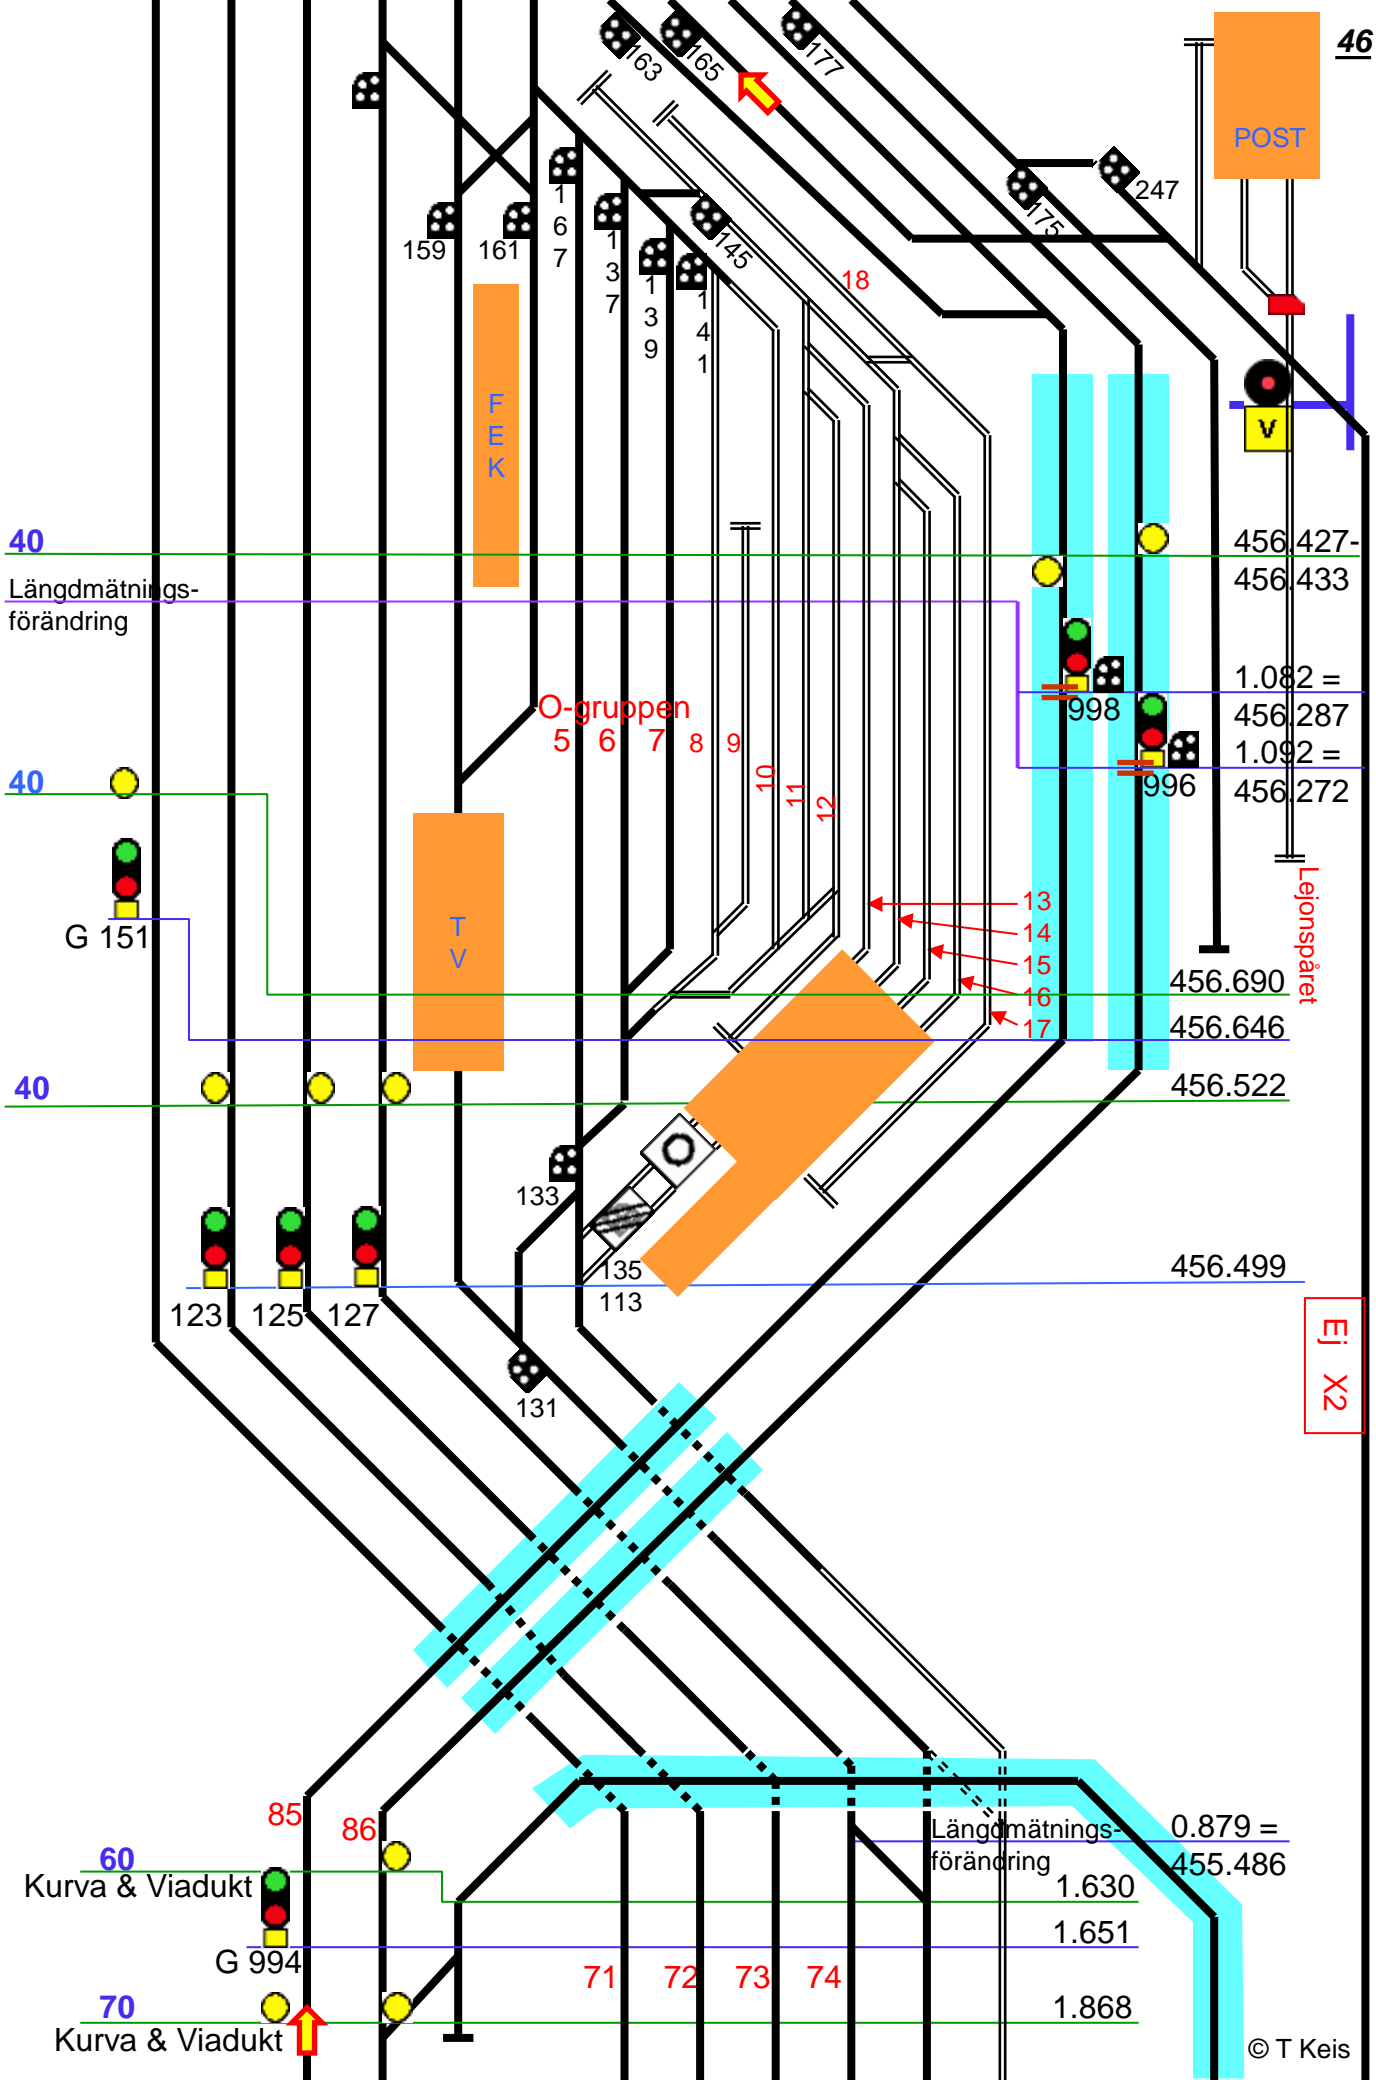 46
163
165
177
POST
175
247
159
161
1
6
7
1
3
7
1
3
9
1
4
1
145
18
F
E
K
40
456.427-
456.433
Längdmätnings-
förändring
1.082 =
456.287
998
1.092 =
456.272
996
O-gruppen
5 6 7 8 9
10
11
12
V
40
G 151
T
V
13
14
15
16
17
Lejonspåret
456.690
456.646
40
456.522
133
135
113
456.499
123 125 127
131
Ej X2
85
86
60
Kurva & Viadukt
Längdmätnings-
förändring
0.879 =
455.486
1.630
1.651
G 994
71 72 73 74
70
Kurva & Viadukt
1.868
© T Keis